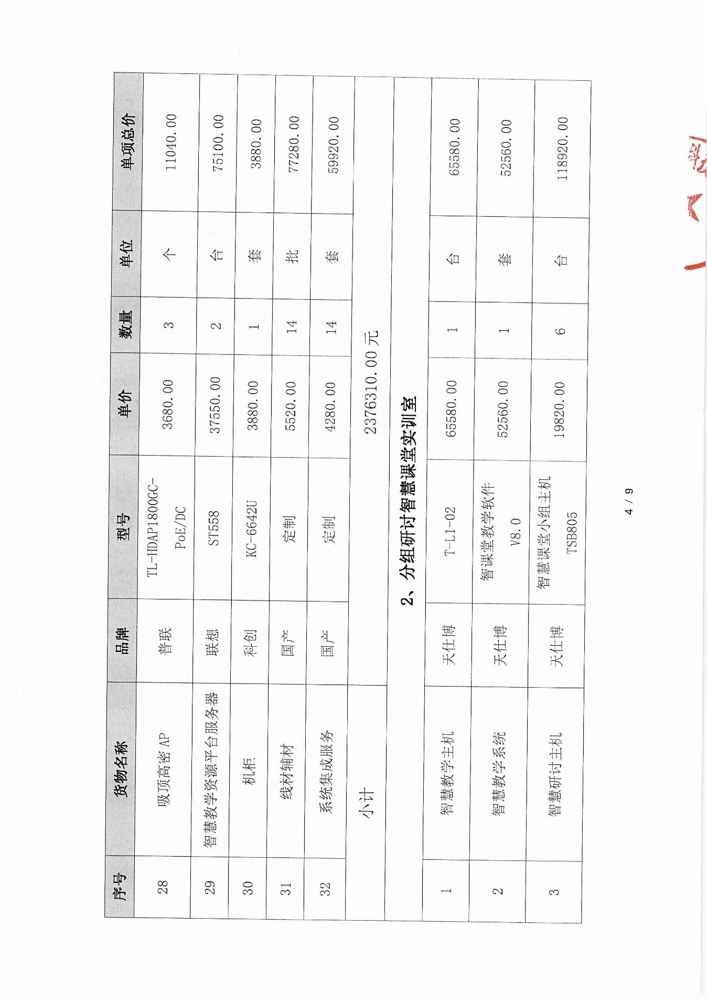 序号 货物名称 品牌 型号 单价 数量 单位 单项总价
28 吸顶高密 AP 普联 TL-HDAP1800GC-
PoE/DC 3680.00 3 个 11040.00
29 智慧教学资源平台服务器 联想 ST558 37550.00 2 台 75100.00
30 机柜 科创 KC-6642U 3880.00 1 套 3880.00
31 线材辅材 国产 定制 5520.00 14 批 77280.00
32 系统集成服务 国产 定制 4280.00 14 套 59920.00
小计 2376310.00 元
2、分组研讨智慧课堂实训室
1 智慧教学主机 天仕博 T-L1-02 65580.00 1 台 65580.00
2 智慧教学系统 天仕博 智课堂教学软件
V8.0 52560.00 1 套 52560.00
3 智慧研讨主机 天仕博 智慧课堂小组主机
TSB805 19820.00 6 台 118920.00
4 / 9